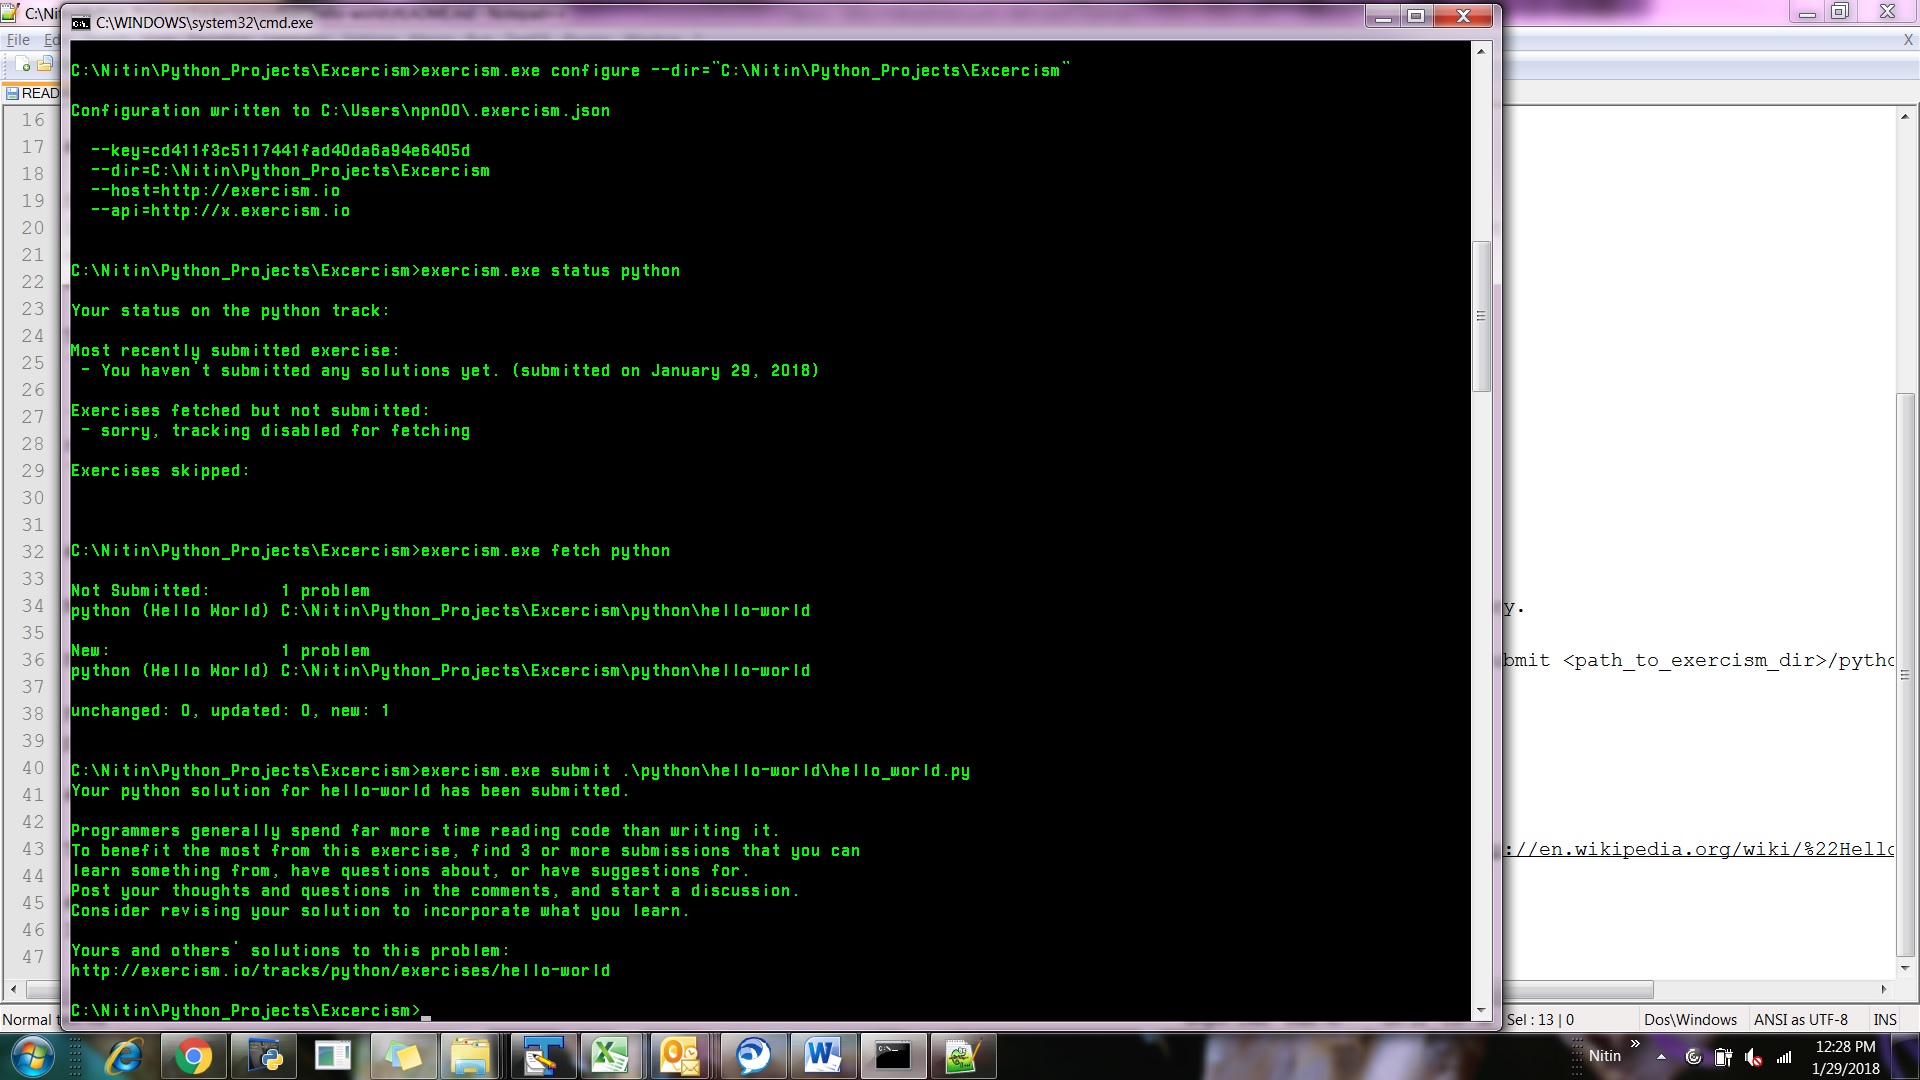 C:\Nit
C:\WINDOWS\system32\cmd.exe
File Ed
READ
C:\Nitin\Python_Projects\Excercism>exercism.exe configure --dir="C:\Nitin\Python_Projects\Excercism"
Configuration written to C:\Users\npn00\.exercism.json
--key=cd411f3c5117441fad40da6a94e6405d
--dir=C:\Nitin\Python_Projects\Excercism
--host=http://exercism.io
--api=http://x.exercism.io
C:\Nitin\Python_Projects\Excercism>exercism.exe status python
Your status on the python track:
Most recently submitted exercise:
- You haven't submitted any solutions yet. (submitted on January 29, 2018)
Exercises fetched but not submitted:
- sorry, tracking disabled for fetching
Exercises skipped:
C:\Nitin\Python_Projects\Excercism>exercism.exe fetch python
Not Submitted: 1 problem
python (Hello World) C:\Nitin\Python_Projects\Excercism\python\hello-world
New: 1 problem
python (Hello World) C:\Nitin\Python_Projects\Excercism\python\hello-world
unchanged: 0, updated: 0, new: 1
C:\Nitin\Python_Projects\Excercism>exercism.exe submit .\python\hello-world\hello_world.py
Your python solution for hello-world has been submitted.
Programmers generally spend far more time reading code than writing it.
To benefit the most from this exercise, find 3 or more submissions that you can
learn something from, have questions about, or have suggestions for.
Post your thoughts and questions in the comments, and start a discussion.
Consider revising your solution to incorporate what you learn.
Yours and others' solutions to this problem:
http://exercism.io/tracks/python/exercises/hello-world
C:\Nitin\Python_Projects\Excercism>
16
17
18
19
20
21
22
23
24
25
26
27
28
29
30
31
32
33
34
35
36
37
38
39
40
41
42
43
44
45
46
47
y.
bmit <path_to_exercism_dir>/pytho
://en.wikipedia.org/wiki/%22Hello
Normal t
Sel : 13 | 0 Dos\Windows ANSI as UTF-8 INS
Nitin
12:28 PM
1/29/2018